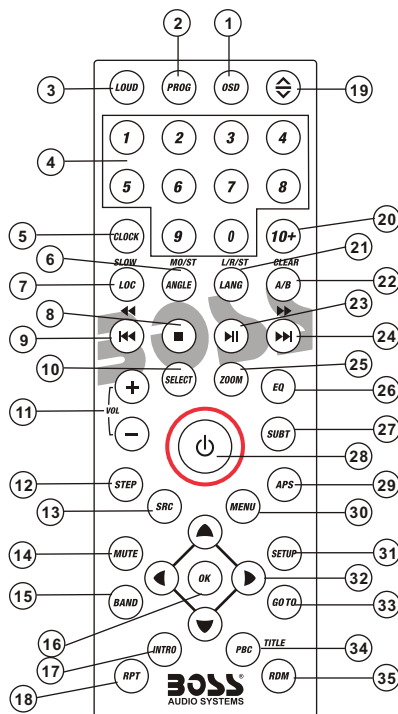 2 1
3 LOUD PROG OSD 19
1 2 3 4
4
5 6 7 8
5 CLOCK 9 0 10+ 20
SLOW MO/ST L/R/ST CLEAR
6 21
7 LOC ANGLE LANG A/B 22
8 23
BOSS
9 24
10 SELECT ZOOM 25
11 VOL + EQ 26
− SUBT 27
28
12 STEP APS 29
13 SRC MENU 30
14 MUTE SETUP 31
OK 32
15 BAND GO TO 33
16
17 INTRO PBC TITLE 34
18 RPT RDM 35
BOSS®
AUDIO SYSTEMS